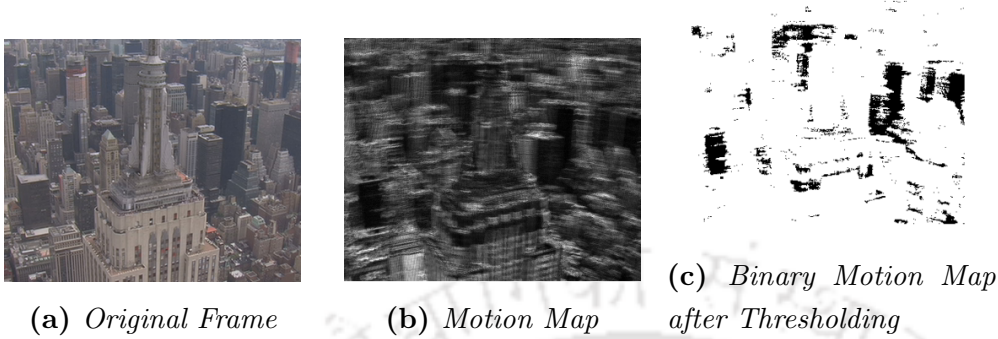 (a) Original Frame
(b) Motion Map
(c) Binary Motion Map
after Thresholding